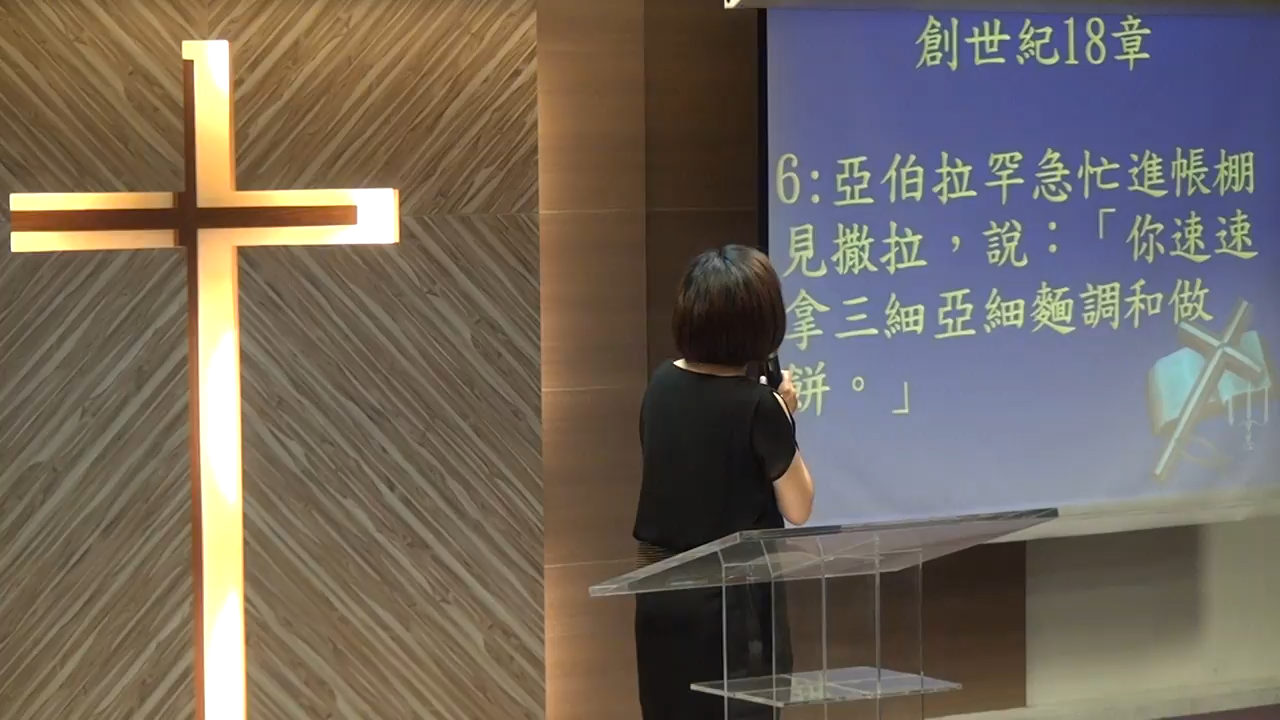 創世紀18章
6:亞伯拉罕急忙進帳棚
見撒拉，說：「你速速
拿三細亞細麵調和做
餅。」